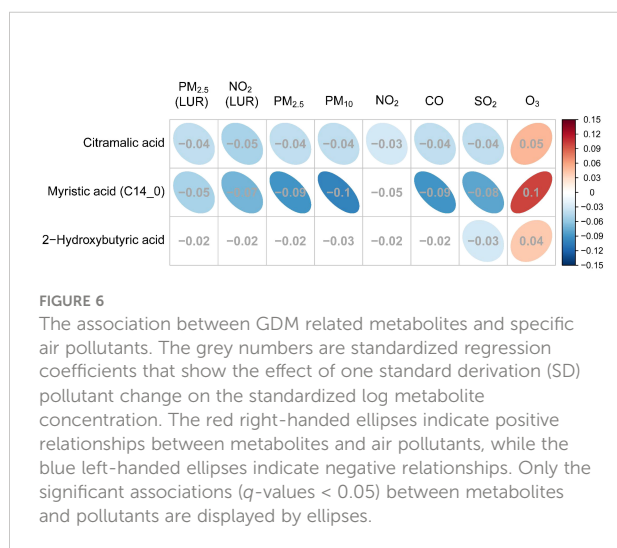 PM₂.₅ NO₂
(LUR) (LUR) PM₂.₅ PM₁₀ NO₂ CO SO₂ O₃
Citramalic acid −0.04 −0.05 −0.04 −0.04 −0.03 −0.04 −0.04 0.05
Myristic acid (C14_0) −0.05 −0.09 −0.1 −0.05 −0.09 −0.08 0.1
2−Hydroxybutyric acid −0.02 −0.02 −0.02 −0.03 −0.02 −0.02 −0.03 0.04
0.15
0.12
0.09
0.06
0.03
0
−0.03
−0.06
−0.09
−0.12
−0.15
FIGURE 6
The association between GDM related metabolites and specific
air pollutants. The grey numbers are standardized regression
coefficients that show the effect of one standard derivation (SD)
pollutant change on the standardized log metabolite
concentration. The red right-handed ellipses indicate positive
relationships between metabolites and air pollutants, while the
blue left-handed ellipses indicate negative relationships. Only the
significant associations (q-values < 0.05) between metabolites
and pollutants are displayed by ellipses.